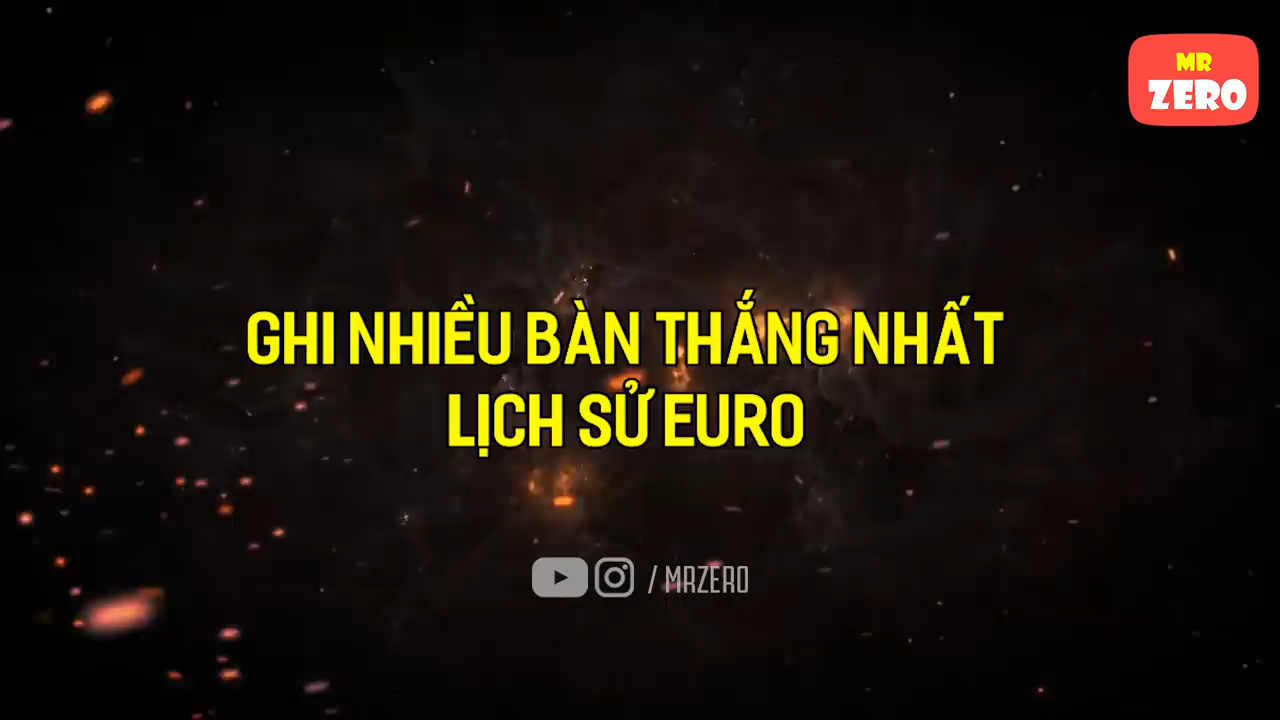 MR
ZERO
GHI NHIỀU BÀN THẮNG NHẤT
LỊCH SỬ EURO
/ MRZERO